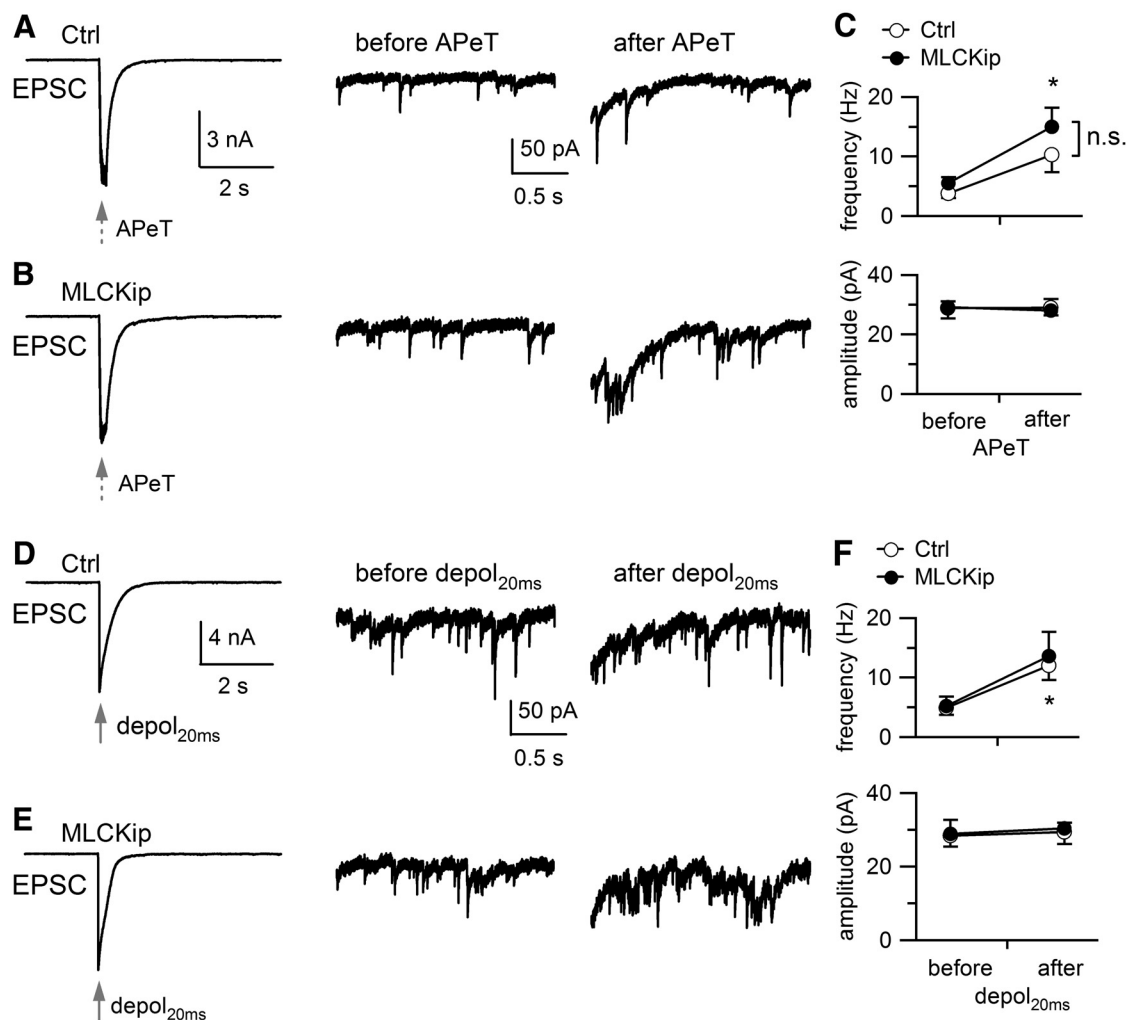 A
Ctrl
EPSC
3 nA
2 s
APeT
before APeT
after APeT
50 pA
0.5 s
C
Ctrl
MLCKip
frequency (Hz)
20
10
0
*
n.s.
amplitude (pA)
40
20
0
before
after
APeT
B
MLCKip
EPSC
APeT
D
Ctrl
EPSC
4 nA
2 s
depol20ms
before depol20ms
after depol20ms
50 pA
0.5 s
F
Ctrl
MLCKip
frequency (Hz)
20
10
0
*
amplitude (pA)
40
20
0
before
after
depol20ms
E
MLCKip
EPSC
depol20ms